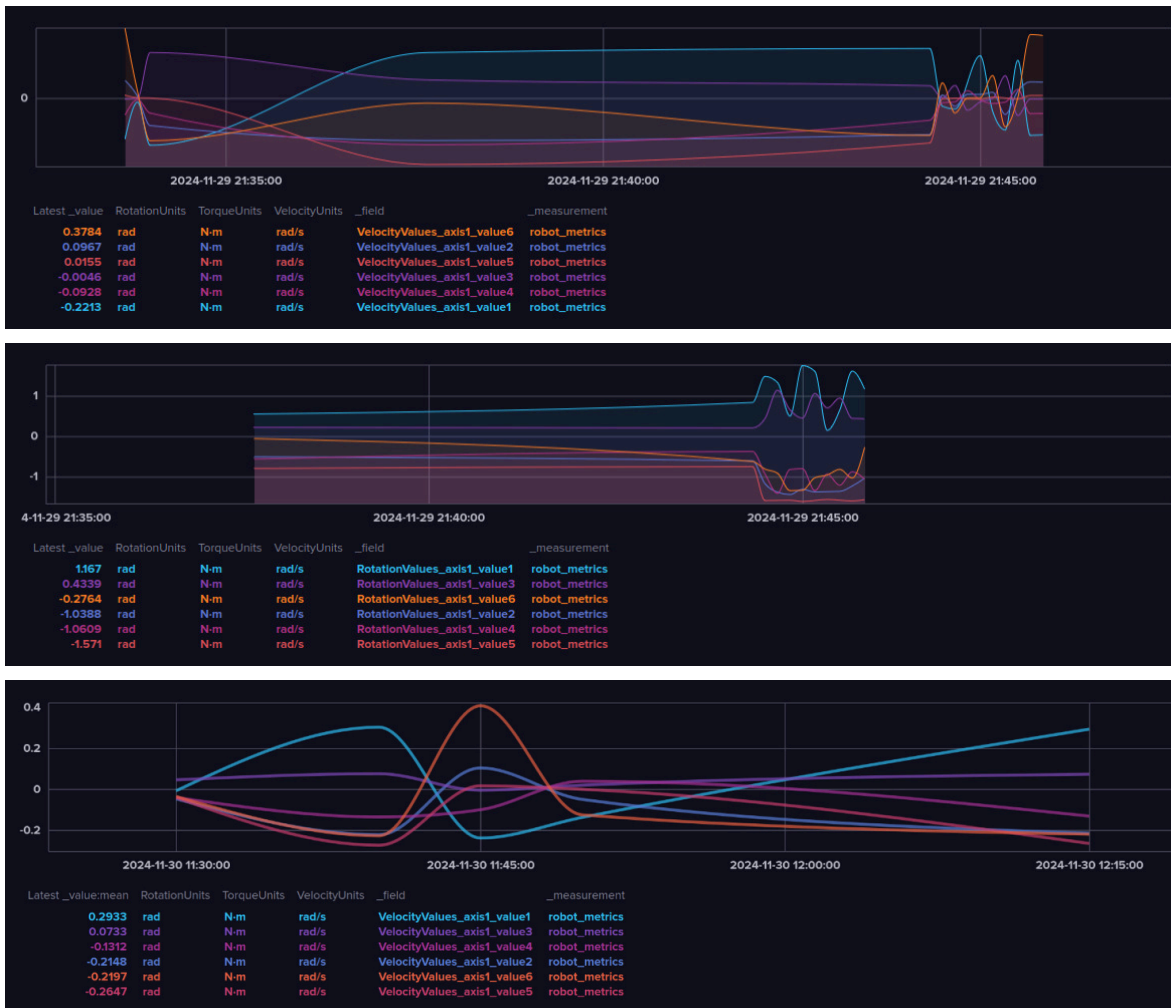 0
2024-11-29 21:35:00 2024-11-29 21:40:00 2024-11-29 21:45:00
Latest _value RotationUnits TorqueUnits VelocityUnits _field _measurement
0.3784 rad N·m rad/s VelocityValues_axis1_value6 robot_metrics
0.0967 rad N·m rad/s VelocityValues_axis1_value2 robot_metrics
0.0155 rad N·m rad/s VelocityValues_axis1_value5 robot_metrics
-0.0046 rad N·m rad/s VelocityValues_axis1_value3 robot_metrics
-0.0928 rad N·m rad/s VelocityValues_axis1_value4 robot_metrics
-0.2213 rad N·m rad/s VelocityValues_axis1_value1 robot_metrics
1
0
-1
4-11-29 21:35:00 2024-11-29 21:40:00 2024-11-29 21:45:00
Latest _value RotationUnits TorqueUnits VelocityUnits _field _measurement
1.167 rad N·m rad/s RotationValues_axis1_value1 robot_metrics
0.4339 rad N·m rad/s RotationValues_axis1_value3 robot_metrics
-0.2764 rad N·m rad/s RotationValues_axis1_value6 robot_metrics
-1.0388 rad N·m rad/s RotationValues_axis1_value2 robot_metrics
-1.0609 rad N·m rad/s RotationValues_axis1_value4 robot_metrics
-1.571 rad N·m rad/s RotationValues_axis1_value5 robot_metrics
0.4
0.2
0
-0.2
2024-11-30 11:30:00 2024-11-30 11:45:00 2024-11-30 12:00:00 2024-11-30 12:15:00
Latest _value:mean RotationUnits TorqueUnits VelocityUnits _field _measurement
0.2933 rad N·m rad/s VelocityValues_axis1_value1 robot_metrics
0.0733 rad N·m rad/s VelocityValues_axis1_value3 robot_metrics
-0.1312 rad N·m rad/s VelocityValues_axis1_value4 robot_metrics
-0.2148 rad N·m rad/s VelocityValues_axis1_value2 robot_metrics
-0.2197 rad N·m rad/s VelocityValues_axis1_value6 robot_metrics
-0.2647 rad N·m rad/s VelocityValues_axis1_value5 robot_metrics